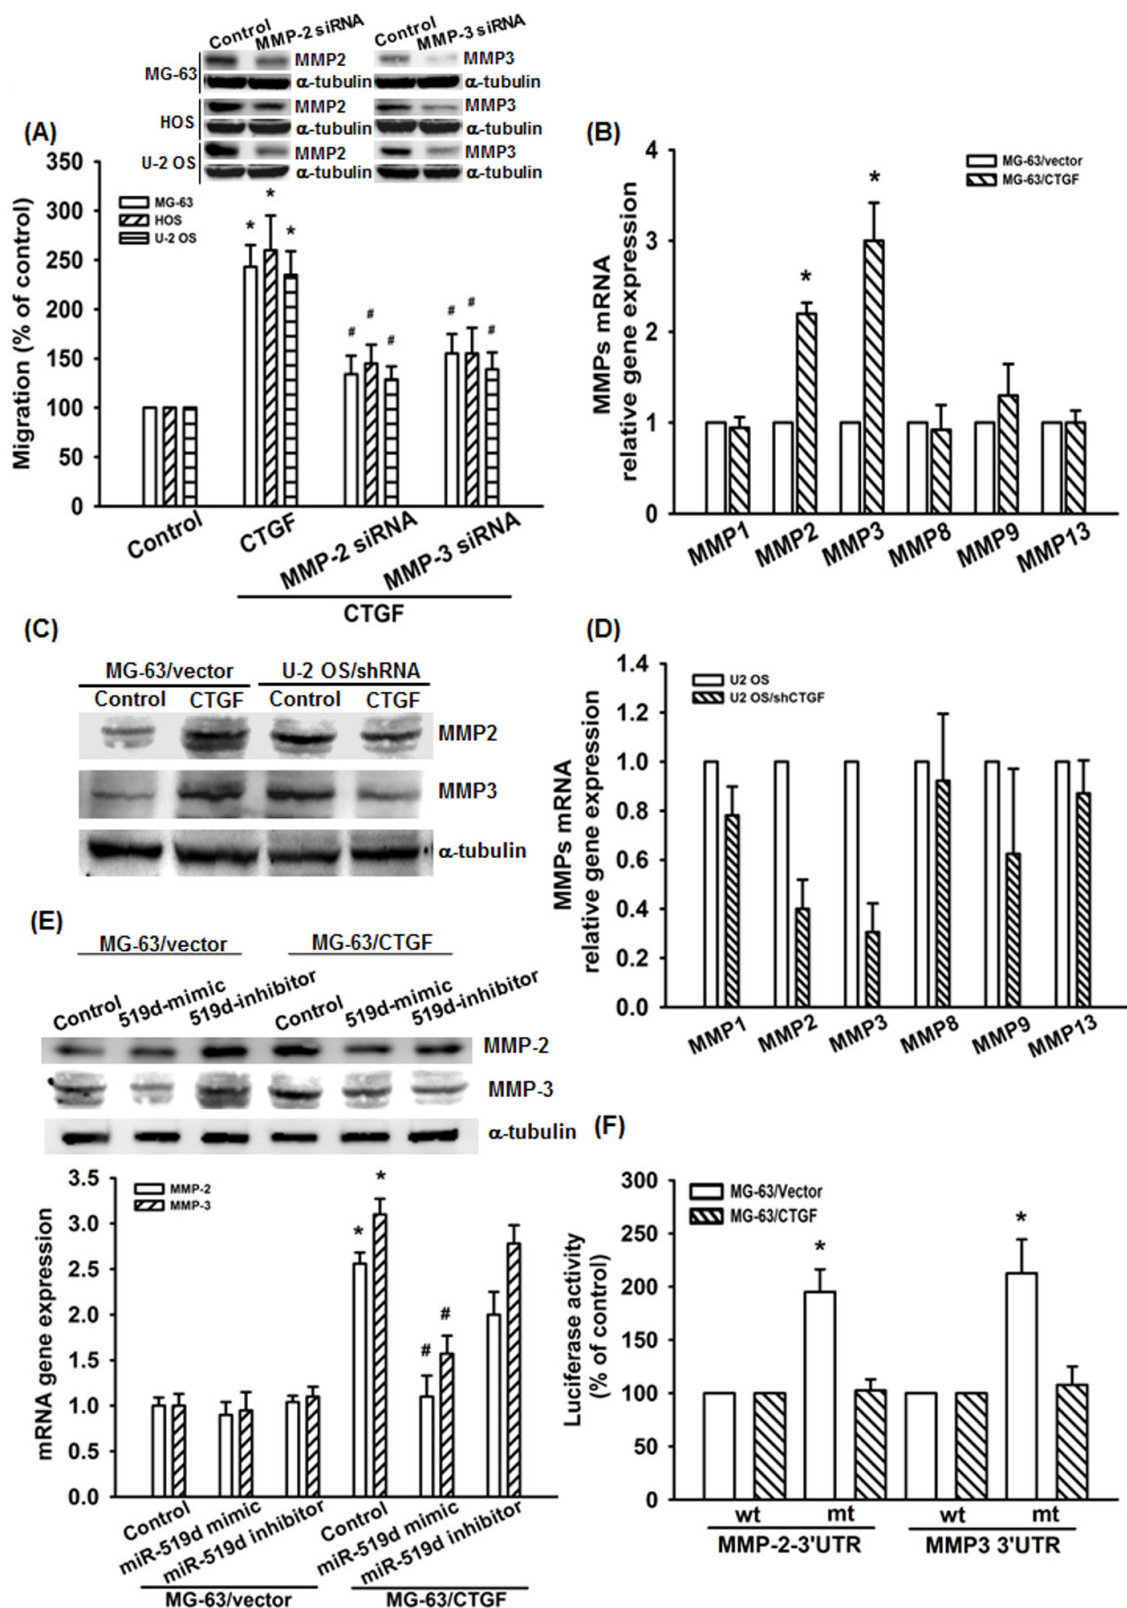 Control MMP-2 siRNA Control MMP-3 siRNA
MG-63 MMP2 MMP3
α-tubulin α-tubulin
HOS MMP2 MMP3
α-tubulin α-tubulin
U-2 OS MMP2 MMP3
α-tubulin α-tubulin
(A)
Migration (% of control)
350
300
250
200
150
100
50
0
MG-63
HOS
U-2 OS
* * *
# # #
# # #
Control CTGF MMP-2 siRNA MMP-3 siRNA
CTGF
(B)
MMPs mRNA
relative gene expression
4
3
2
1
0
MG-63/vector
MG-63/CTGF
* *
MMP1 MMP2 MMP3 MMP8 MMP9 MMP13
(C)
MG-63/vector U-2 OS/shRNA
Control CTGF Control CTGF
MMP2
MMP3
α-tubulin
(D)
MMPs mRNA
relative gene expression
1.4
1.2
1.0
0.8
0.6
0.4
0.2
0.0
U2 OS
U2 OS/shCTGF
MMP1 MMP2 MMP3 MMP8 MMP9 MMP13
(E)
MG-63/vector MG-63/CTGF
Control 519d-mimic 519d-inhibitor Control 519d-mimic 519d-inhibitor
MMP-2
MMP-3
α-tubulin
mRNA gene expression
3.5
3.0
2.5
2.0
1.5
1.0
0.5
0.0
MMP-2
MMP-3
* *
# #
Control miR-519d mimic miR-519d inhibitor Control miR-519d mimic miR-519d inhibitor
MG-63/vector MG-63/CTGF
(F)
Luciferase activity
(% of control)
300
250
200
150
100
50
0
MG-63/Vector
MG-63/CTGF
* *
wt mt wt mt
MMP-2-3'UTR MMP3 3'UTR